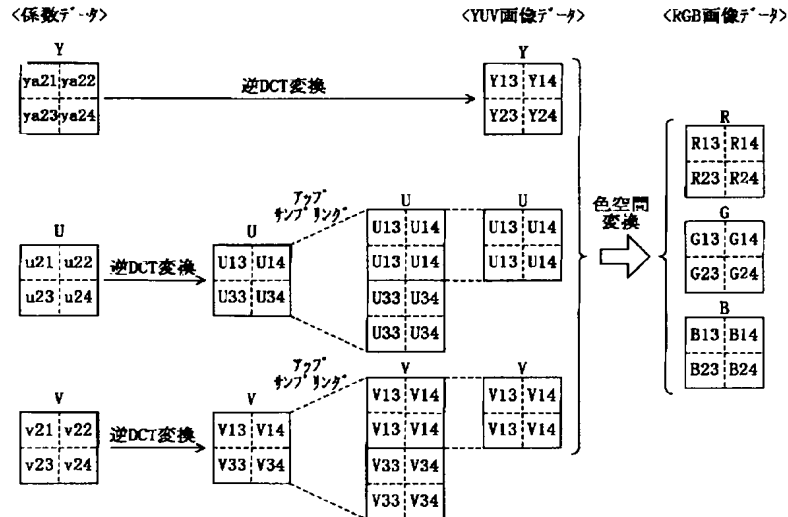 <係数データ>
<YUV画像データ>
<RGB画像データ>
Y
ya21 ya22
ya23 ya24
逆DCT変換
Y
Y13 Y14
Y23 Y24
U
u21 u22
u23 u24
逆DCT変換
U
U13 U14
U33 U34
アップ
サンプリング
U
U13 U14
U13 U14
U33 U34
U33 U34
U
U13 U14
U13 U14
V
v21 v22
v23 v24
逆DCT変換
V
V13 V14
V33 V34
アップ
サンプリング
V
V13 V14
V13 V14
V33 V34
V33 V34
V
V13 V14
V13 V14
色空間
変換
R
R13 R14
R23 R24
G
G13 G14
G23 G24
B
B13 B14
B23 B24